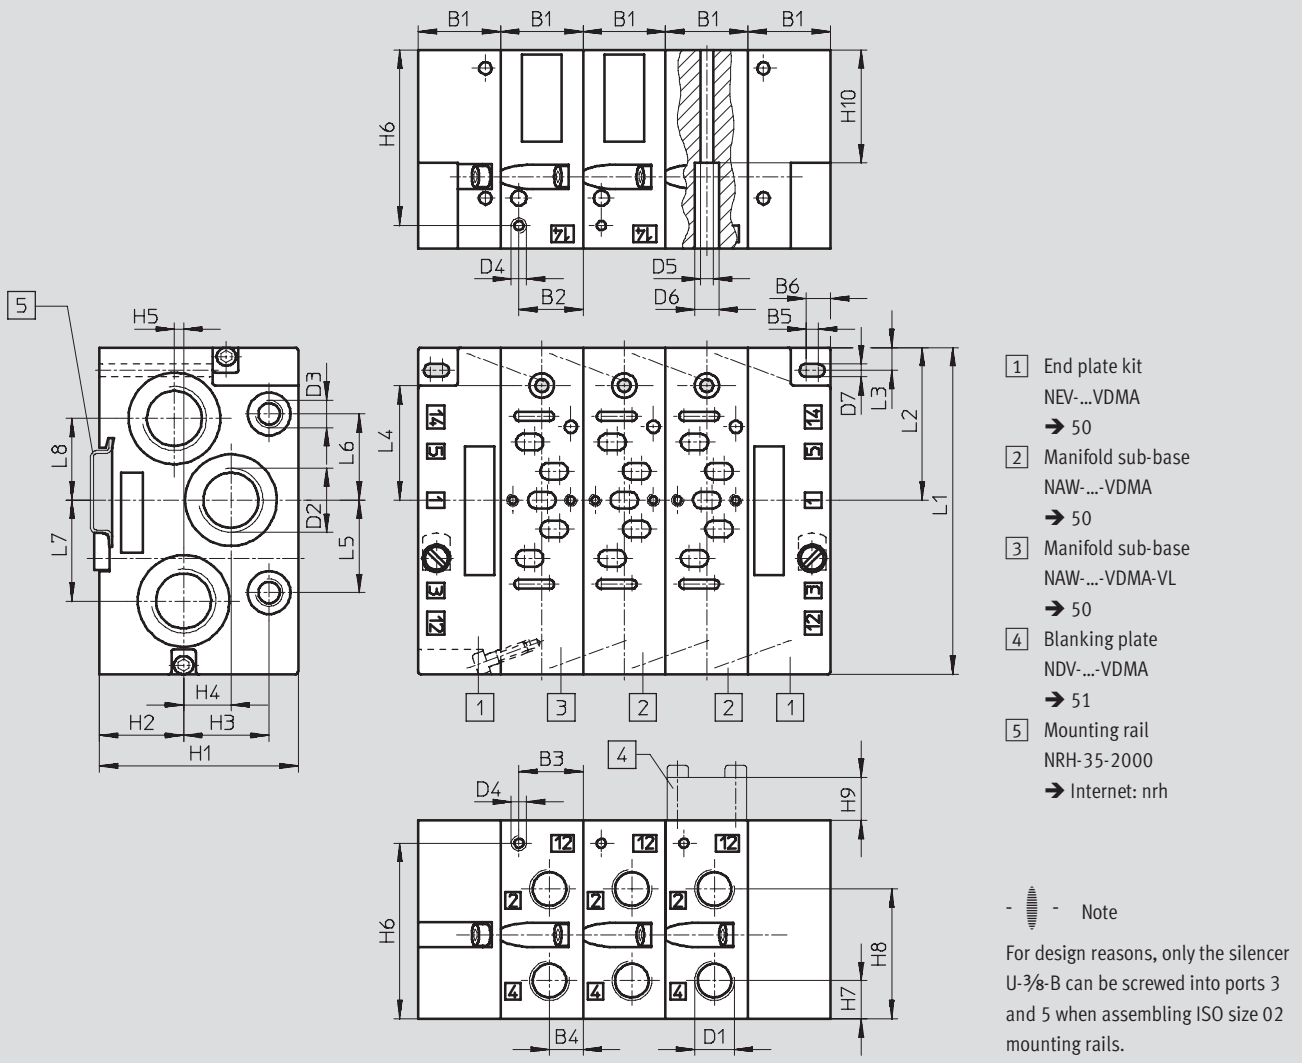 B1 B1 B1 B1 B1
H6
H10
14 14
D4
B2
D5
D6
B6
B5
5
H5
D3
L8
L6
D2
L7
L5
H4
H2 H3
H1
L4
D7
L3
L2
L1
14 14
5 5
1 1
3 3
12 12
1 3 2 2 1
B3
4
D4
H9
12 12 12
2 2 2
H6
H8
4 4 4
H7
B4
D1
1 End plate kit
NEV-...VDMA
➔ 50
2 Manifold sub-base
NAW-...-VDMA
➔ 50
3 Manifold sub-base
NAW-...-VDMA-VL
➔ 50
4 Blanking plate
NDV-...-VDMA
➔ 51
5 Mounting rail
NRH-35-2000
➔ Internet: nrh
Note
For design reasons, only the silencer
U-⅜-B can be screwed into ports 3
and 5 when assembling ISO size 02
mounting rails.